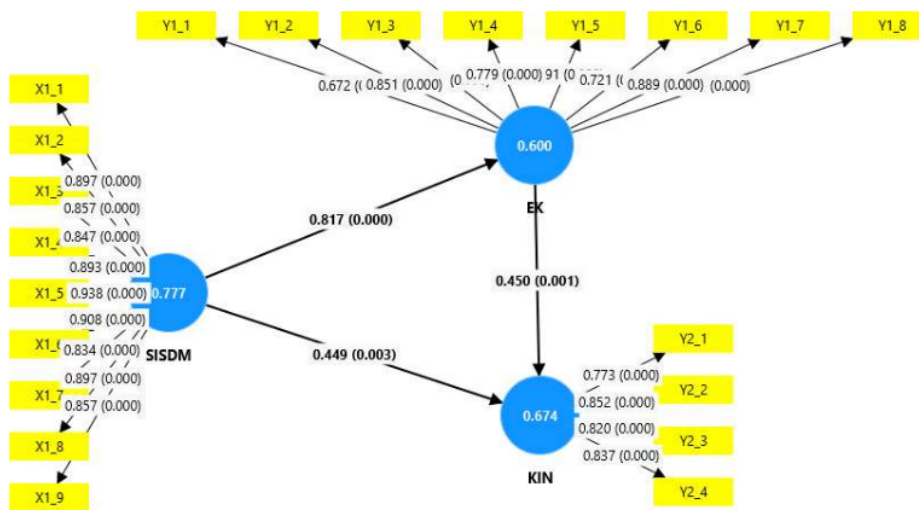 Y1_1 Y1_2 Y1_3 Y1_4 Y1_5 Y1_6 Y1_7 Y1_8
0.672 0.851 (0.000) 0.779 (0.000) 0.721 0.889 (0.000) (0.000)
X1_1
X1_2
X1_3
X1_4
X1_5
X1_6
X1_7
X1_8
X1_9
0.897 (0.000)
0.857 (0.000)
0.847 (0.000)
0.893 (0.000)
0.938 (0.000)
0.908 (0.000)
0.834 (0.000)
0.897 (0.000)
0.857 (0.000)
0.777
SISDM
0.817 (0.000)
0.449 (0.003)
0.600
EK
0.450 (0.001)
0.674
KIN
0.773 (0.000)
0.852 (0.000)
0.820 (0.000)
0.837 (0.000)
Y2_1
Y2_2
Y2_3
Y2_4